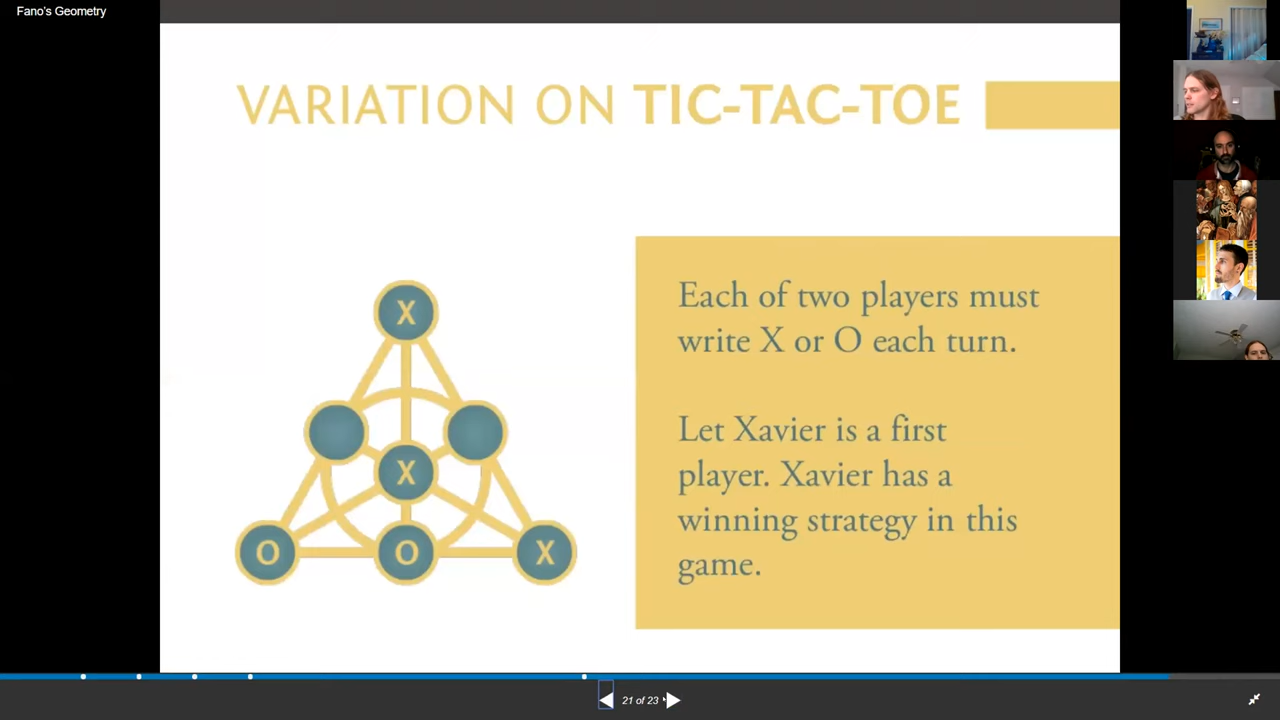 Fano's Geometry
VARIATION ON TIC-TAC-TOE
X
X
O O X
Each of two players must
write X or O each turn.
Let Xavier is a first
player. Xavier has a
winning strategy in this
game.
21 of 23